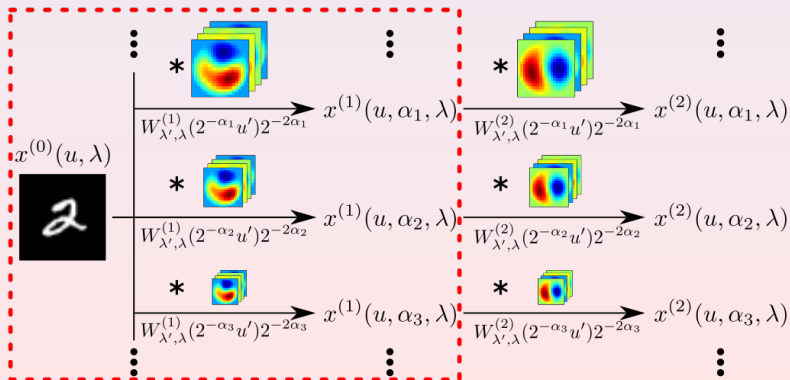 * *
x^{(1)}(u, α_1, λ) x^{(2)}(u, α_1, λ)
W^{(1)}_{λ′,λ}(2^{-α_1}u′)2^{-2α_1} W^{(2)}_{λ′,λ}(2^{-α_1}u′)2^{-2α_1}
x^{(0)}(u, λ)
2
* *
x^{(1)}(u, α_2, λ) x^{(2)}(u, α_2, λ)
W^{(1)}_{λ′,λ}(2^{-α_2}u′)2^{-2α_2} W^{(2)}_{λ′,λ}(2^{-α_2}u′)2^{-2α_2}
* *
x^{(1)}(u, α_3, λ) x^{(2)}(u, α_3, λ)
W^{(1)}_{λ′,λ}(2^{-α_3}u′)2^{-2α_3} W^{(2)}_{λ′,λ}(2^{-α_3}u′)2^{-2α_3}